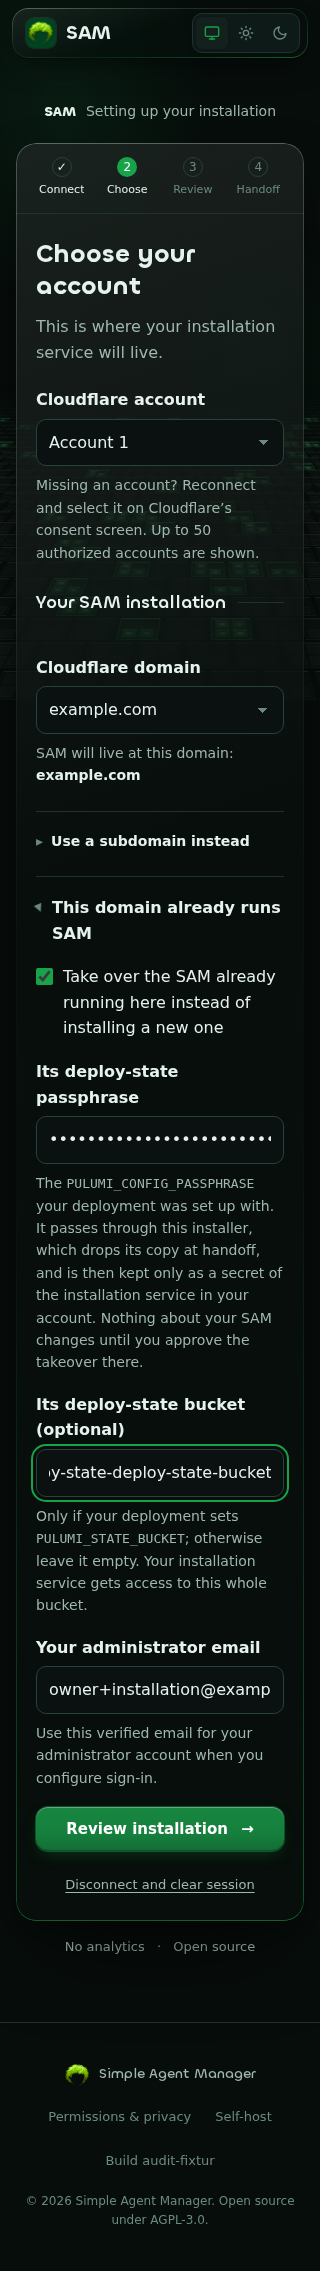 SAM
SAM Setting up your installation
✓ 2 3 4
Connect Choose Review Handoff
Choose your
account
This is where your installation
service will live.
Cloudflare account
Account 1
Missing an account? Reconnect
and select it on Cloudflare’s
consent screen. Up to 50
authorized accounts are shown.
Your SAM installation
Cloudflare domain
example.com
SAM will live at this domain:
example.com
Use a subdomain instead
This domain already runs
SAM
Take over the SAM already
running here instead of
installing a new one
Its deploy-state
passphrase
••••••••••••••••••••••••
The PULUMI_CONFIG_PASSPHRASE
your deployment was set up with.
It passes through this installer,
which drops its copy at handoff,
and is then kept only as a secret of
the installation service in your
account. Nothing about your SAM
changes until you approve the
takeover there.
Its deploy-state bucket
(optional)
y-state-deploy-state-bucket
Only if your deployment sets
PULUMI_STATE_BUCKET; otherwise
leave it empty. Your installation
service gets access to this whole
bucket.
Your administrator email
owner+installation@examp
Use this verified email for your
administrator account when you
configure sign-in.
Review installation →
Disconnect and clear session
No analytics · Open source
Simple Agent Manager
Permissions & privacy Self-host
Build audit-fixtur
© 2026 Simple Agent Manager. Open source
under AGPL-3.0.